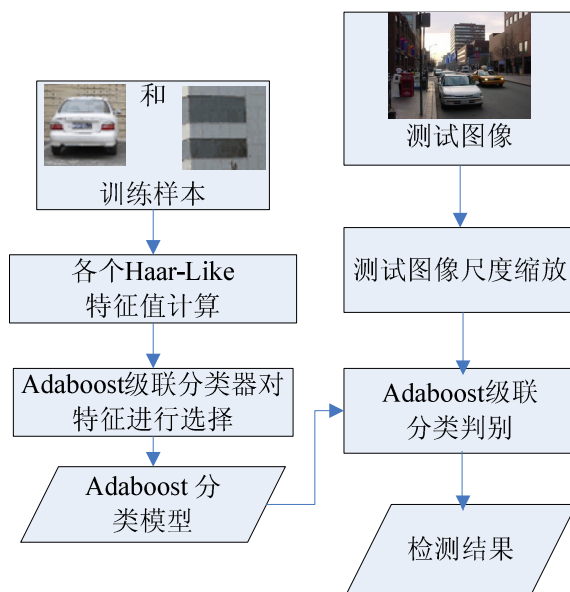 和
训练样本
各个Haar-Like
特征值计算
Adaboost级联分类器对
特征进行选择
Adaboost 分
类模型
测试图像
测试图像尺度缩放
Adaboost级联
分类判别
检测结果